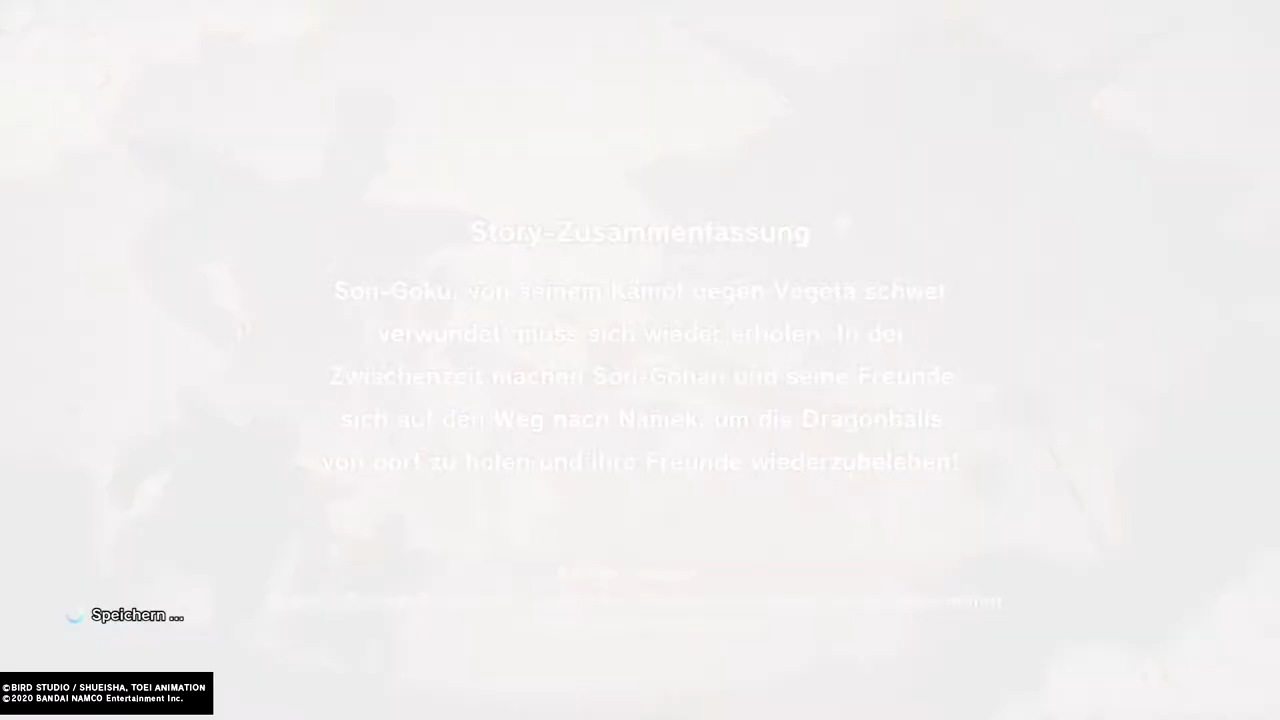 Story-Zusammenfassung
Son-Goku, von seinem Kampf gegen Vegeta schwer
verwundet, muss sich wieder erholen. In der
Zwischenzeit machen Son-Gohan und seine Freunde
sich auf den Weg nach Namek, um die Dragonballs
von dort zu holen und ihre Freunde wiederzubeleben!
Speichern ...
©BIRD STUDIO / SHUEISHA, TOEI ANIMATION
©2020 BANDAI NAMCO Entertainment Inc.